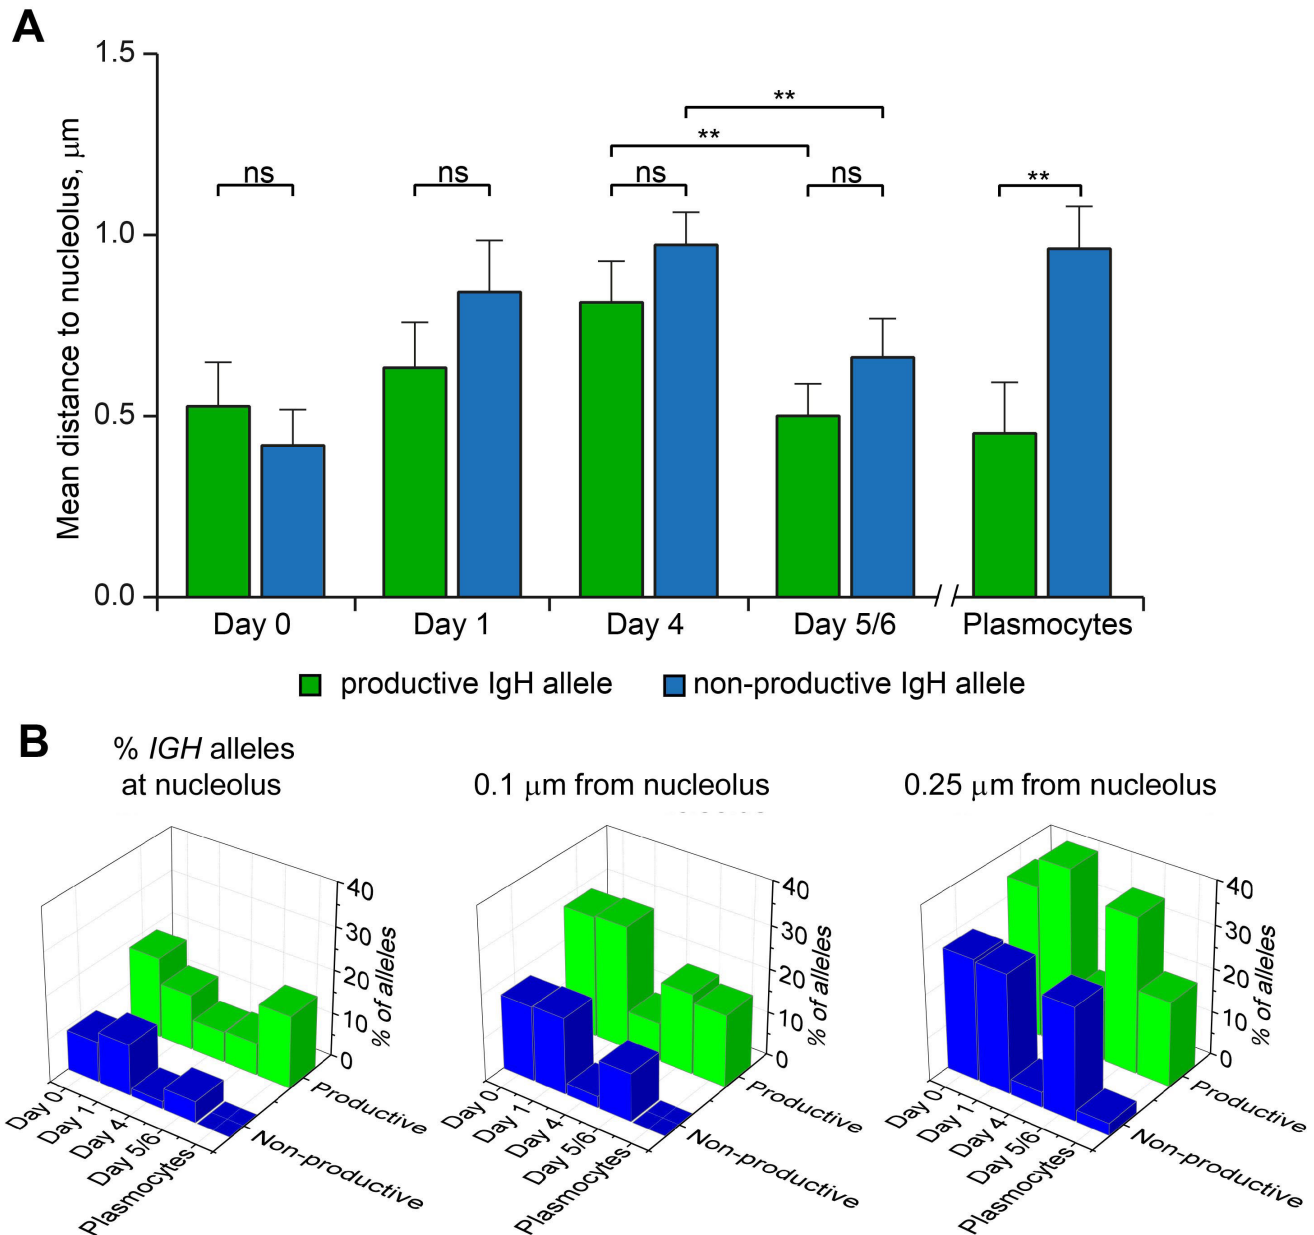 A
1.5
1.0
0.5
0.0
Mean distance to nucleolus, μm
ns
ns
**
**
ns
ns
**
Day 0
Day 1
Day 4
Day 5/6
Plasmocytes
productive IgH allele
non-productive IgH allele
B
% IGH alleles
at nucleolus
40
30
20
10
0
% of alleles
Day 0
Day 1
Day 4
Day 5/6
Plasmocytes
Productive
Non-productive
0.1 μm from nucleolus
40
30
20
10
0
% of alleles
Day 0
Day 1
Day 4
Day 5/6
Plasmocytes
Productive
Non-productive
0.25 μm from nucleolus
40
30
20
10
0
% of alleles
Day 0
Day 1
Day 4
Day 5/6
Plasmocytes
Productive
Non-productive